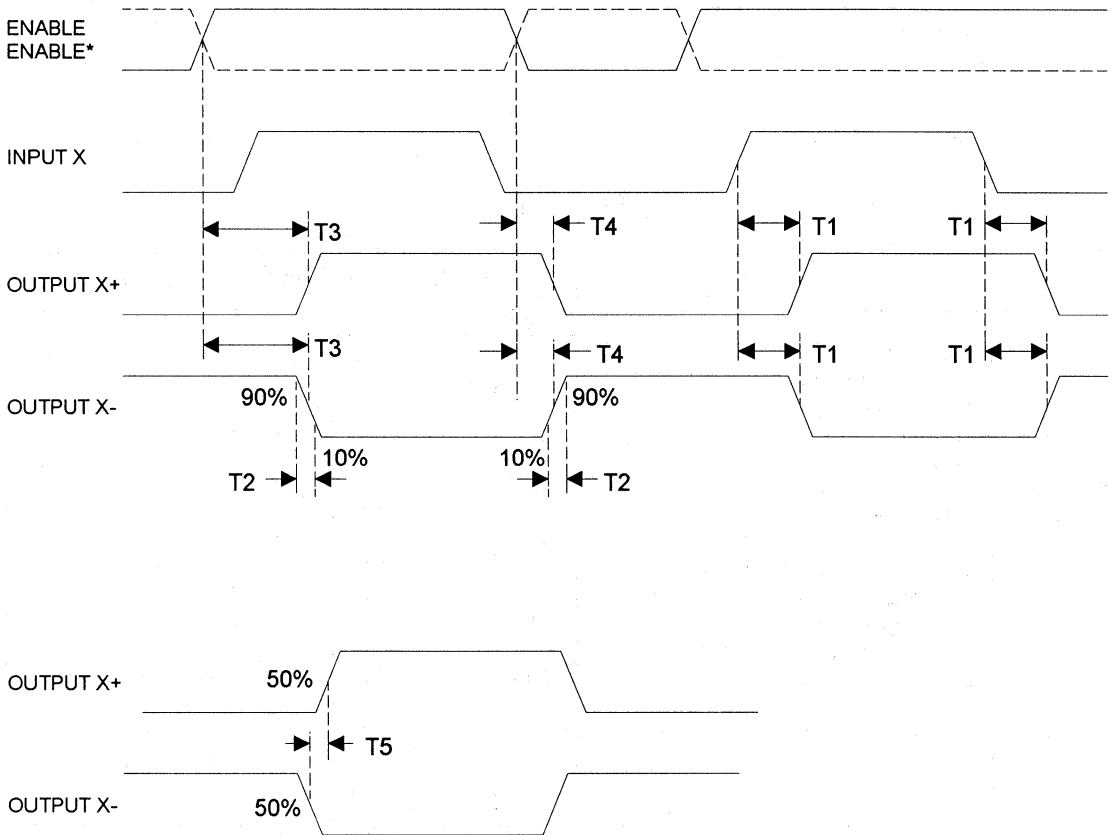 ENABLE
ENABLE*
INPUT X
T3
T4
T1
T1
OUTPUT X+
T3
T4
T1
T1
OUTPUT X-
90%
90%
10%
10%
T2
T2
OUTPUT X+
50%
T5
OUTPUT X-
50%